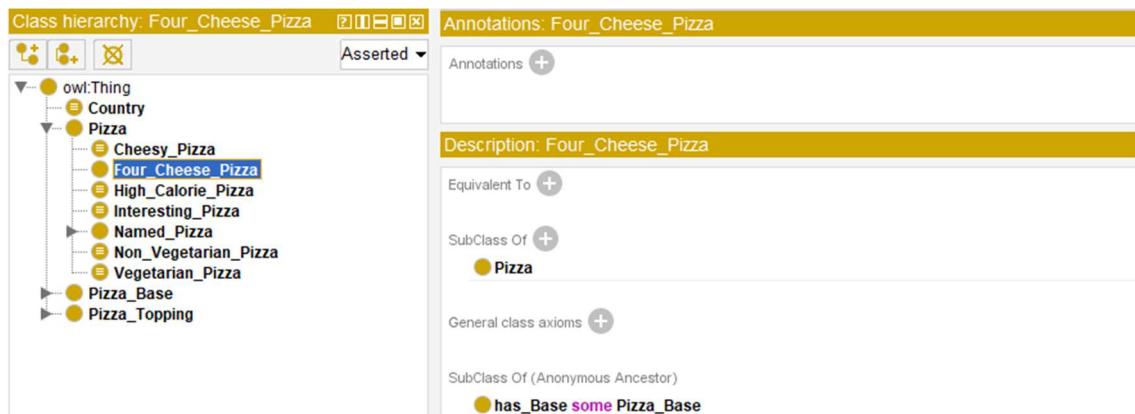 Class hierarchy: Four_Cheese_Pizza
Asserted
owl:Thing
Country
Pizza
Cheesy_Pizza
Four_Cheese_Pizza
High_Calorie_Pizza
Interesting_Pizza
Named_Pizza
Non_Vegetarian_Pizza
Vegetarian_Pizza
Pizza_Base
Pizza_Topping
Annotations: Four_Cheese_Pizza
Annotations
Description: Four_Cheese_Pizza
Equivalent To
SubClass Of
Pizza
General class axioms
SubClass Of (Anonymous Ancestor)
has_Base some Pizza_Base